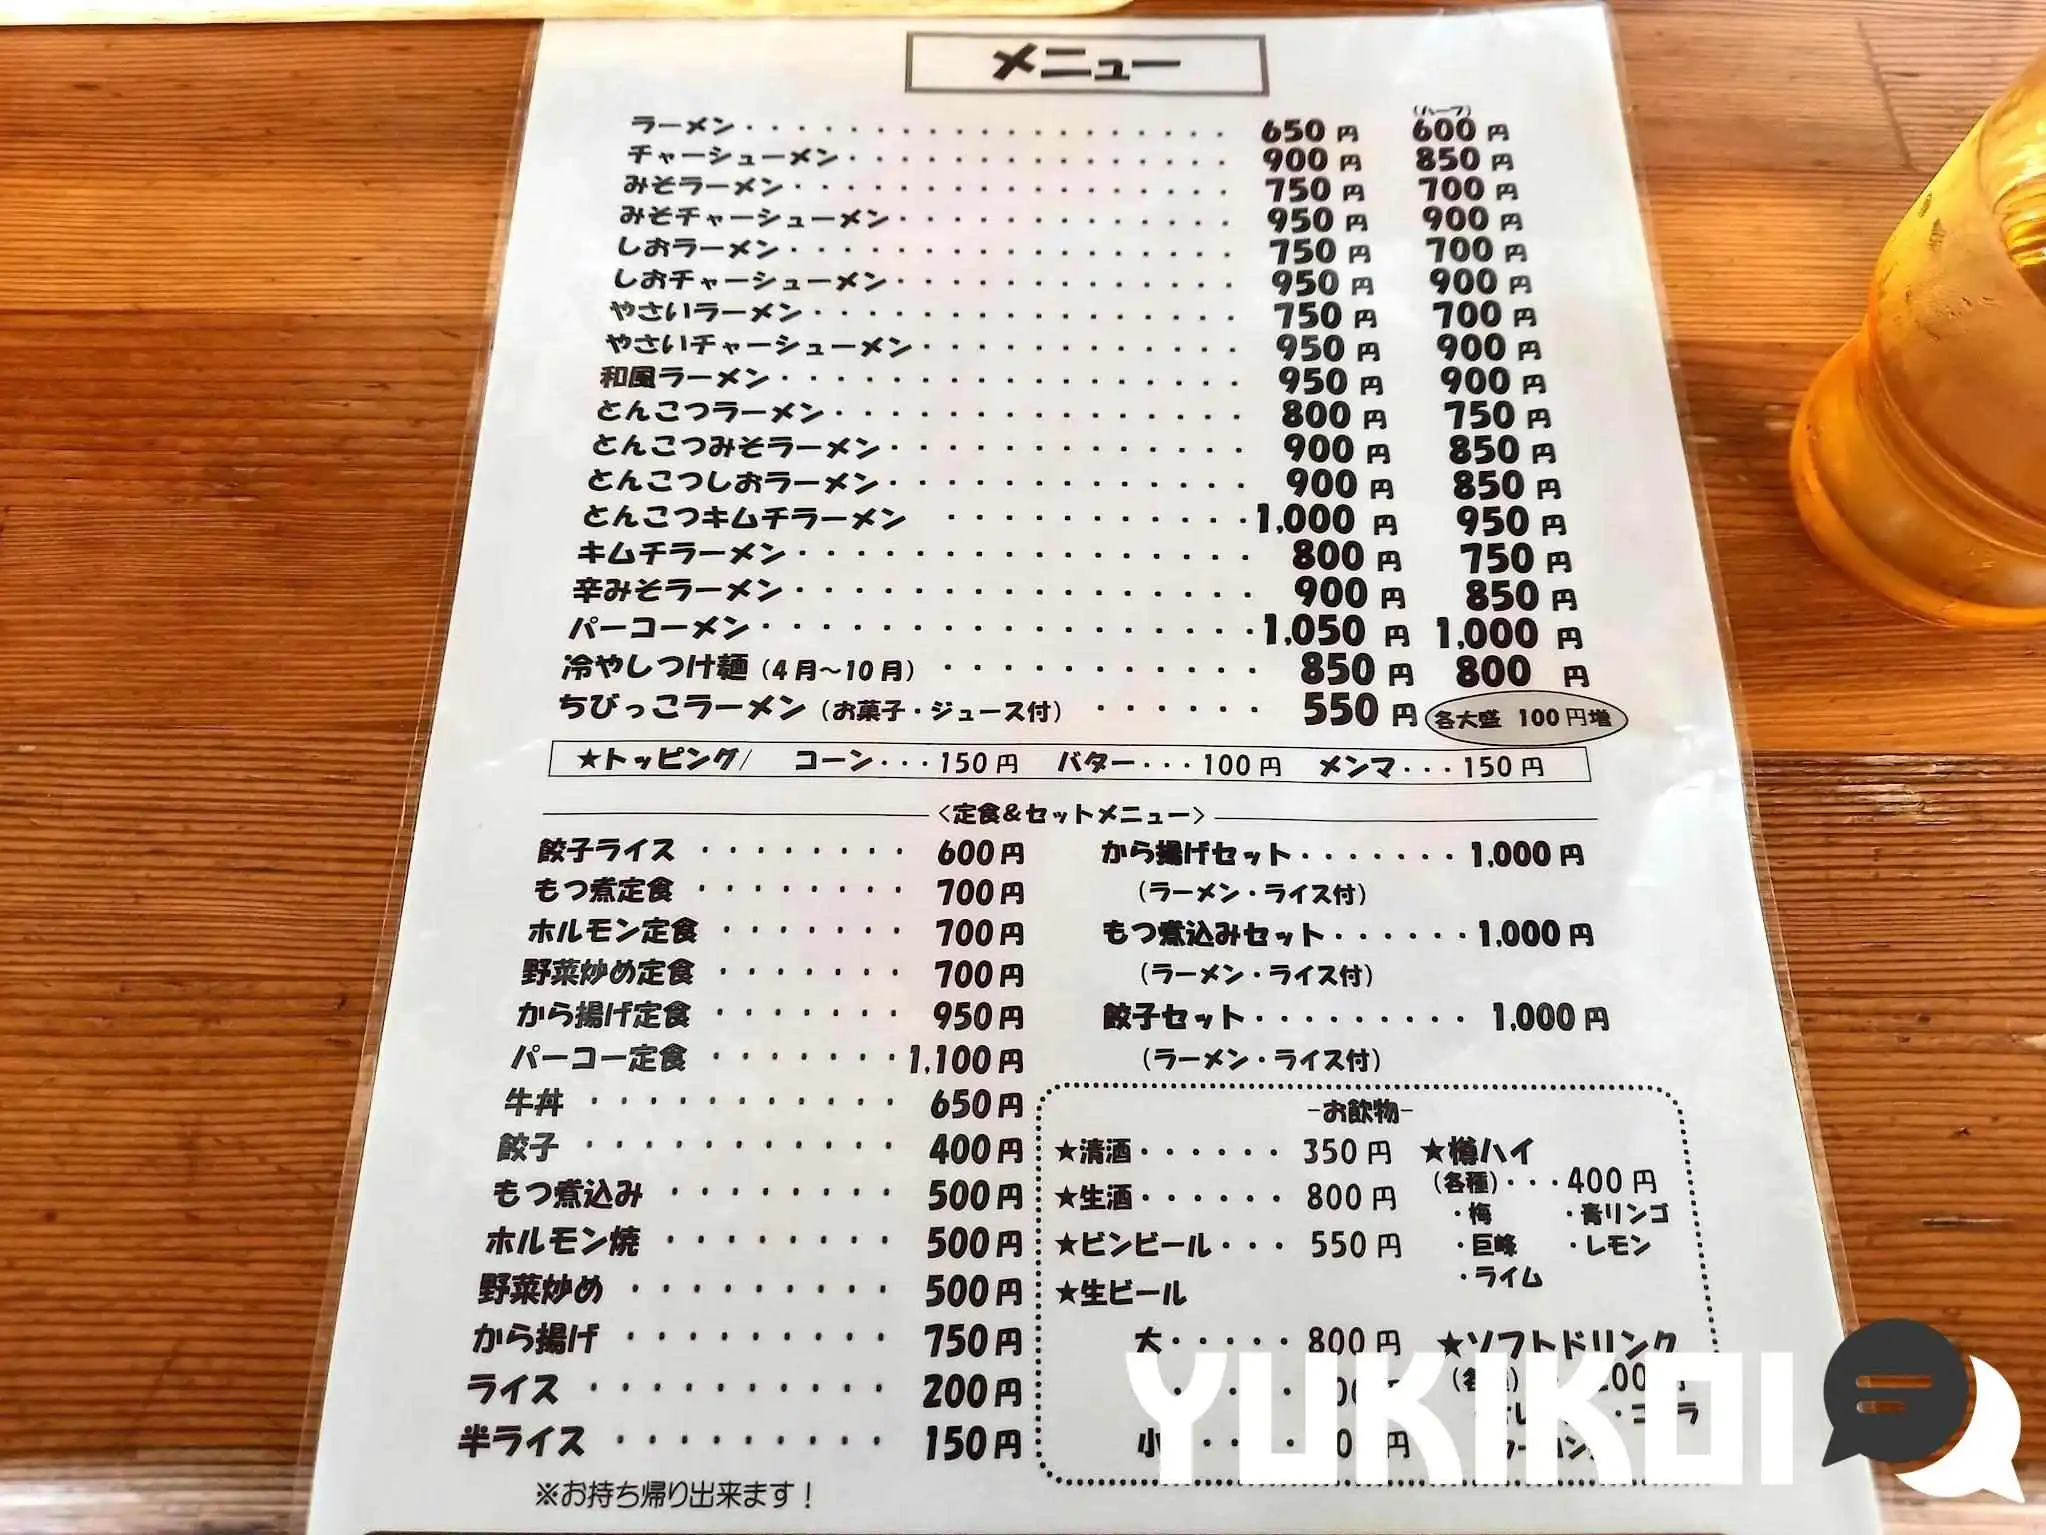 メニュー
(ハーフ)
ラーメン・・・・・・・・・・・・・・・・・・・650円 600円
チャーシューメン・・・・・・・・・・・・・・・900円 850円
みそラーメン・・・・・・・・・・・・・・・・・750円 700円
みそチャーシューメン・・・・・・・・・・・・・950円 900円
しおラーメン・・・・・・・・・・・・・・・・・750円 700円
しおチャーシューメン・・・・・・・・・・・・・950円 900円
やさいラーメン・・・・・・・・・・・・・・・・750円 700円
やさいチャーシューメン・・・・・・・・・・・・950円 900円
和風ラーメン・・・・・・・・・・・・・・・・・950円 900円
とんこつラーメン・・・・・・・・・・・・・・・800円 750円
とんこつみそラーメン・・・・・・・・・・・・・900円 850円
とんこつしおラーメン・・・・・・・・・・・・・900円 850円
とんこつキムチラーメン・・・・・・・・・・・1,000円 950円
キムチラーメン・・・・・・・・・・・・・・・・800円 750円
辛みそラーメン・・・・・・・・・・・・・・・・900円 850円
パーコーメン・・・・・・・・・・・・・・・・・1,050円 1,000円
冷やしつけ麺(4月～10月)・・・・・・・・・・・850円 800円
ちびっこラーメン(お菓子・ジュース付)・・・・・・550円 各大盛 100円増
★トッピング/ コーン・・・150円 バター・・・100円 メンマ・・・150円
<定食&セットメニュー>
餃子ライス・・・・・・・・600円
もつ煮定食・・・・・・・・700円
ホルモン定食・・・・・・・700円
野菜炒め定食・・・・・・・700円
から揚げ定食・・・・・・・950円
パーコー定食・・・・・・・1,100円
牛丼・・・・・・・・・・・650円
餃子・・・・・・・・・・・400円
もつ煮込み・・・・・・・・500円
ホルモン焼・・・・・・・・500円
野菜炒め・・・・・・・・・500円
から揚げ・・・・・・・・・750円
ライス・・・・・・・・・・200円
半ライス・・・・・・・・・150円
※お持ち帰り出来ます！
から揚げセット・・・・・・・1,000円
(ラーメン・ライス付)
もつ煮込みセット・・・・・・1,000円
(ラーメン・ライス付)
餃子セット・・・・・・・・・1,000円
(ラーメン・ライス付)
-お飲物-
★清酒・・・・・・350円
★生酒・・・・・・800円
★ビンビール・・・550円
★生ビール
大・・・・・800円
小
★樽ハイ
(各種)・・・400円
・梅 ・青リンゴ
・巨峰 ・レモン
・ライム
★ソフトドリンク
YUKIKOI